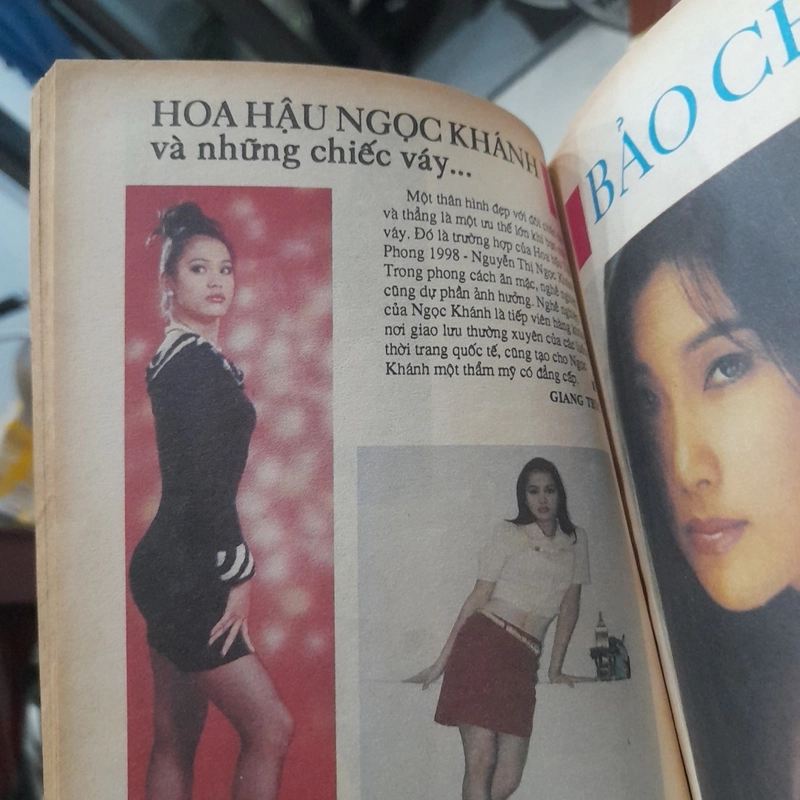 HOA HẬU NGỌC KHÁNH
và những chiếc váy...
Một thân hình đẹp với đôi
và thẳng là một ưu thế lớn khi
váy. Đó là trường hợp của Hoa
Phong 1998 - Nguyễn Thị Ngọc
Trong phong cách ăn mặc, nghề
cũng dự phần ảnh hưởng. Nghề
của Ngọc Khánh là tiếp viên hàng
nơi giao lưu thường xuyên của các
thời trang quốc tế, cũng tạo cho Ngọc
Khánh một thẩm mỹ có đẳng cấp.
GIANG
BẢO